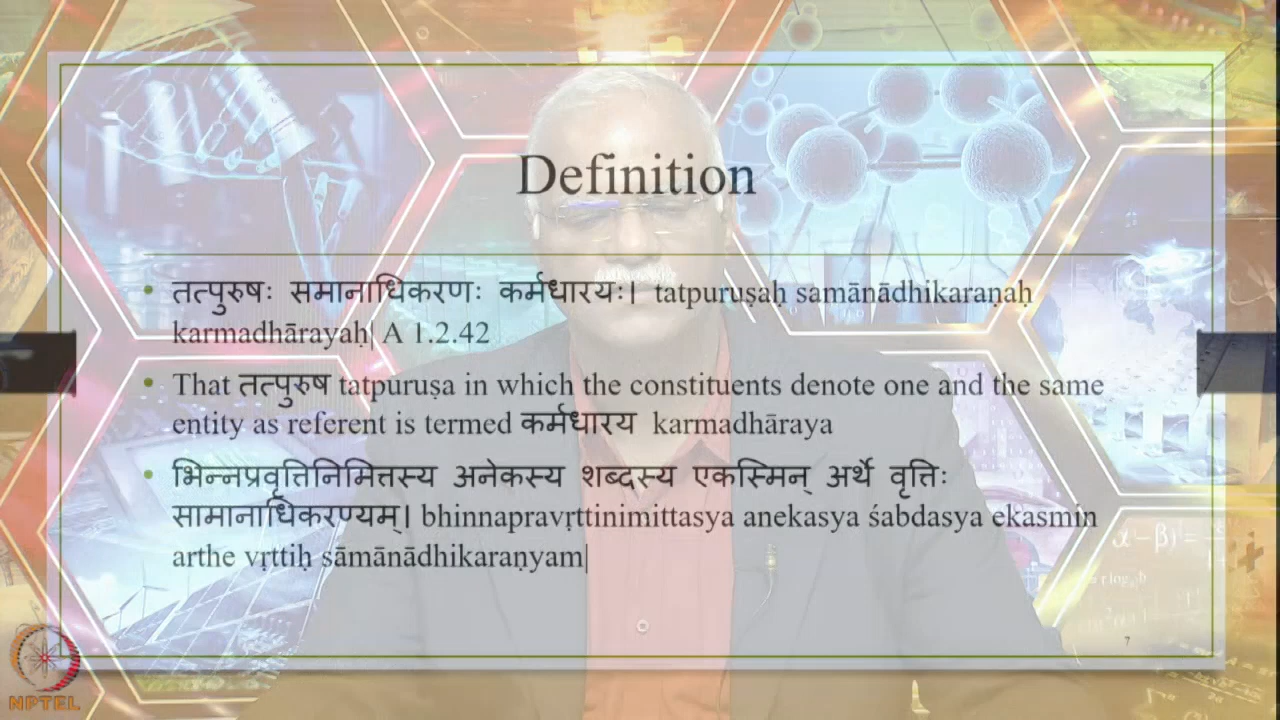 Definition
• तत्पुरुषः समानाधिकरणः कर्मधारयः। tatpuruṣaḥ samānādhikaraṇaḥ
karmadhārayaḥ| A 1.2.42
• That तत्पुरुष tatpuruṣa in which the constituents denote one and the same
entity as referent is termed कर्मधारय karmadhāraya
• भिन्नप्रवृत्तिनिमित्तस्य अनेकस्य शब्दस्य एकस्मिन् अर्थे वृत्तिः
सामानाधिकरण्यम्। bhinnapravṛttinimittasya anekasya śabdasya ekasmin
arthe vṛttiḥ sāmānādhikaraṇyam|
7
NPTEL